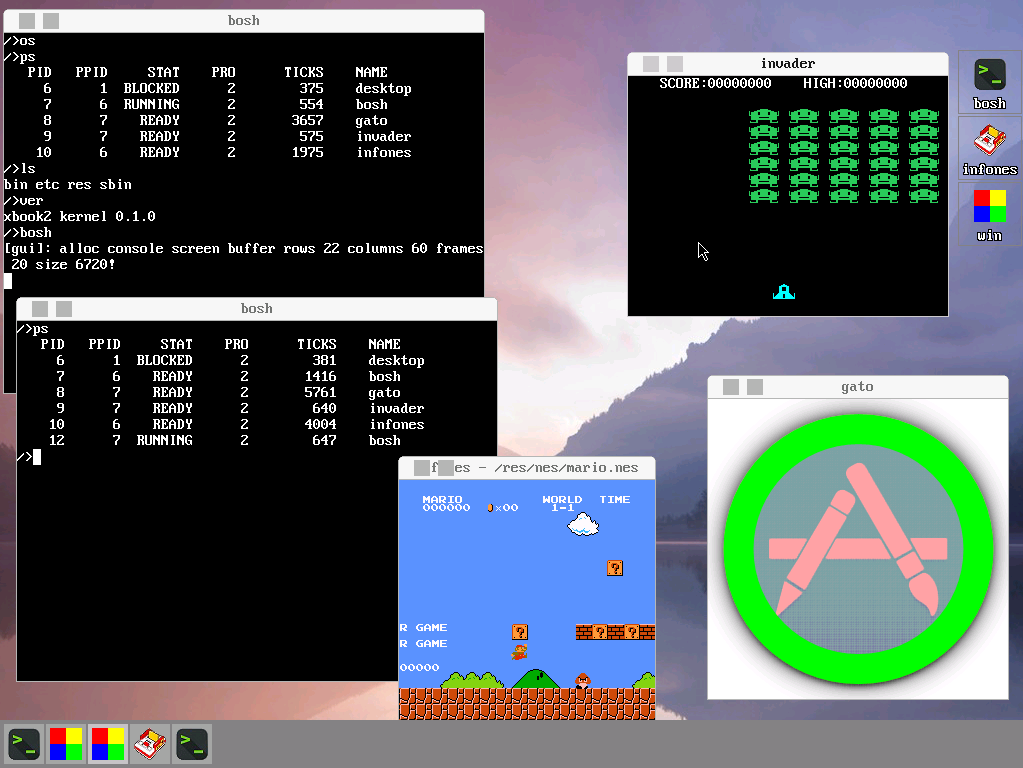 bosh
/>os
/>ps
PID PPID STAT PRO TICKS NAME
6 1 BLOCKED 2 375 desktop
7 6 RUNNING 2 554 bosh
8 7 READY 2 3657 gato
9 7 READY 2 575 invader
10 6 READY 2 1975 infones
/>ls
bin etc res sbin
/>ver
xbook2 kernel 0.1.0
/>bosh
[gui]: alloc console screen buffer rows 22 columns 60 frames
20 size 6720!
bosh
/>ps
PID PPID STAT PRO TICKS NAME
6 1 BLOCKED 2 381 desktop
7 6 READY 2 1416 bosh
8 7 READY 2 5761 gato
9 7 READY 2 640 invader
10 6 READY 2 4004 infones
12 7 RUNNING 2 647 bosh
/>
invader
SCORE:00000000 HIGH:00000000
bosh
infones
win
gato
es - /res/nes/mario.nes
MARIO WORLD TIME
000000 ×00 1-1
R GAME
R GAME
00000